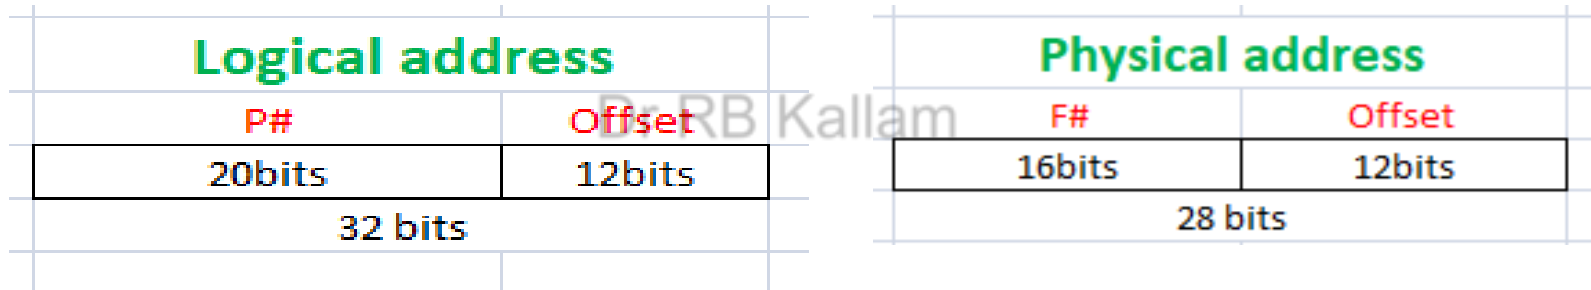 Logical address
P# Offset
20bits 12bits
32 bits
Dr RB Kallam
Physical address
F# Offset
16bits 12bits
28 bits